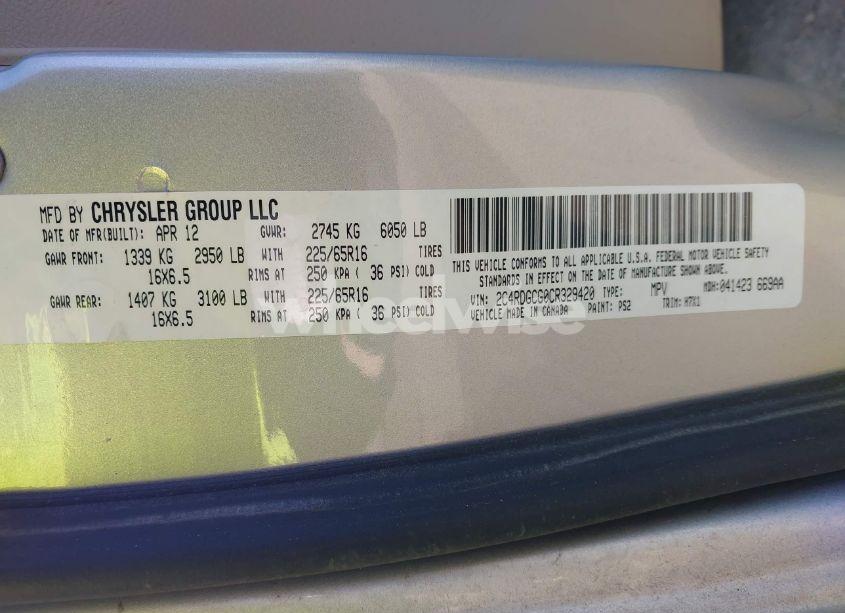 MFD BY CHRYSLER GROUP LLC
DATE OF MFR(BUILT): APR 12 GVWR: 2745 KG 6050 LB
GAWR FRONT: 1339 KG 2950 LB WITH 225/65R16 TIRES
16X6.5 RIMS AT 250 KPA ( 36 PSI) COLD
GAWR REAR: 1407 KG 3100 LB WITH 225/65R16 TIRES
16X6.5 RIMS AT 250 KPA ( 36 PSI) COLD
THIS VEHICLE CONFORMS TO ALL APPLICABLE U.S.A. FEDERAL MOTOR VEHICLE SAFETY
STANDARDS IN EFFECT ON THE DATE OF MANUFACTURE SHOWN ABOVE.
VIN: 2C4RDGCG0CR329420 TYPE: MPV MDH: 041423 669AA
VEHICLE MADE IN CANADA PAINT: PS2 TRIM: H7X1
wheelwise